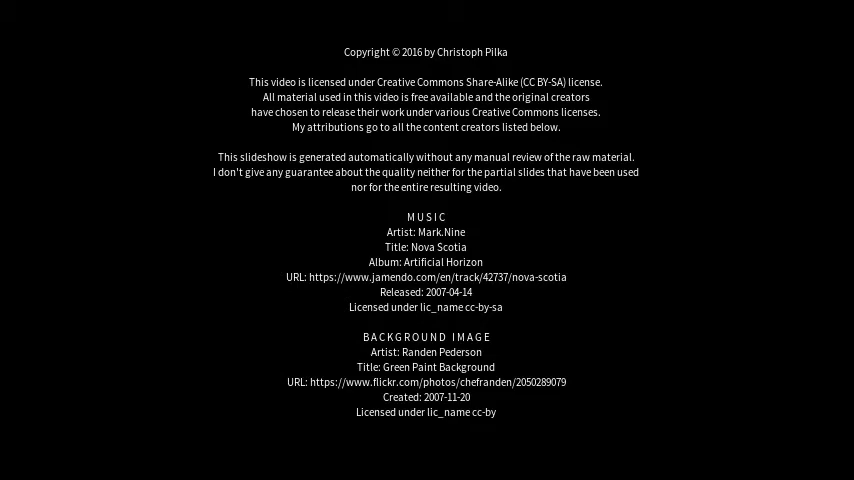 Copyright © 2016 by Christoph Pilka
This video is licensed under Creative Commons Share-Alike (CC BY-SA) license.
All material used in this video is free available and the original creators
have chosen to release their work under various Creative Commons licenses.
My attributions go to all the content creators listed below.
This slideshow is generated automatically without any manual review of the raw material.
I don't give any guarantee about the quality neither for the partial slides that have been used
nor for the entire resulting video.
MUSIC
Artist: Mark.Nine
Title: Nova Scotia
Album: Artificial Horizon
URL: https://www.jamendo.com/en/track/42737/nova-scotia
Released: 2007-04-14
Licensed under lic_name cc-by-sa
BACKGROUND IMAGE
Artist: Randen Pederson
Title: Green Paint Background
URL: https://www.flickr.com/photos/chefranden/2050289079
Created: 2007-11-20
Licensed under lic_name cc-by